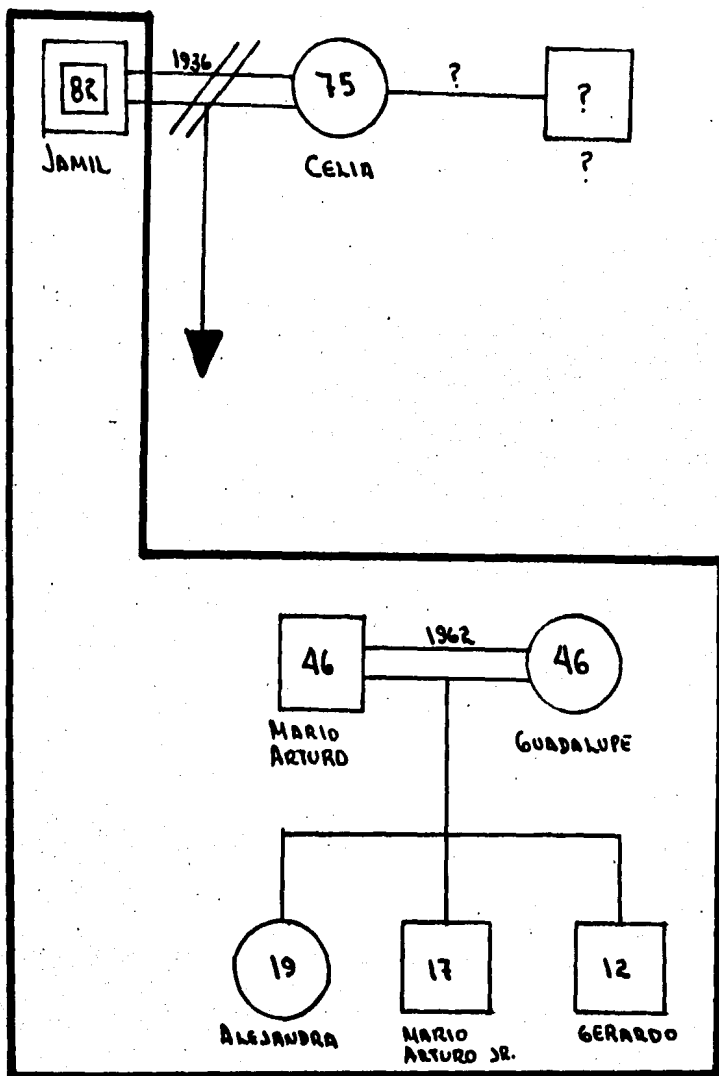 1936
?
82
75
?
JAMIL
CELIA
?
1962
46
46
MARIO
ARTURO
GUADALUPE
19
17
12
ALEJANDRA
MARIO
ARTURO JR.
GERARDO